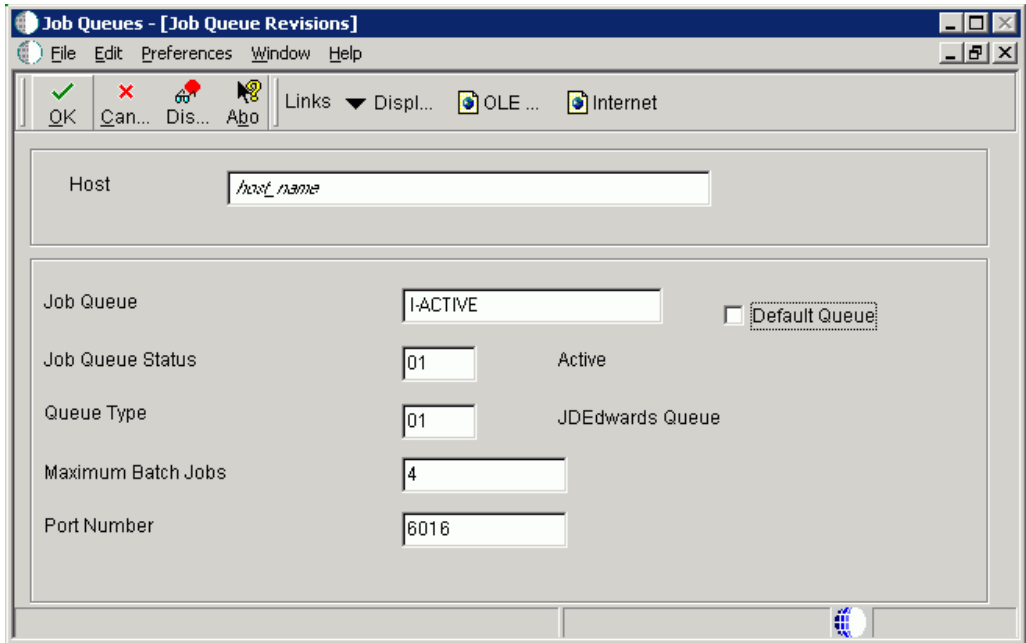 Job Queues - [Job Queue Revisions]
File Edit Preferences Window Help
OK Can... Dis... Abo Links Displ... OLE ... Internet
Host host_name
Job Queue I-ACTIVE Default Queue
Job Queue Status 01 Active
Queue Type 01 JDEdwards Queue
Maximum Batch Jobs 4
Port Number 6016